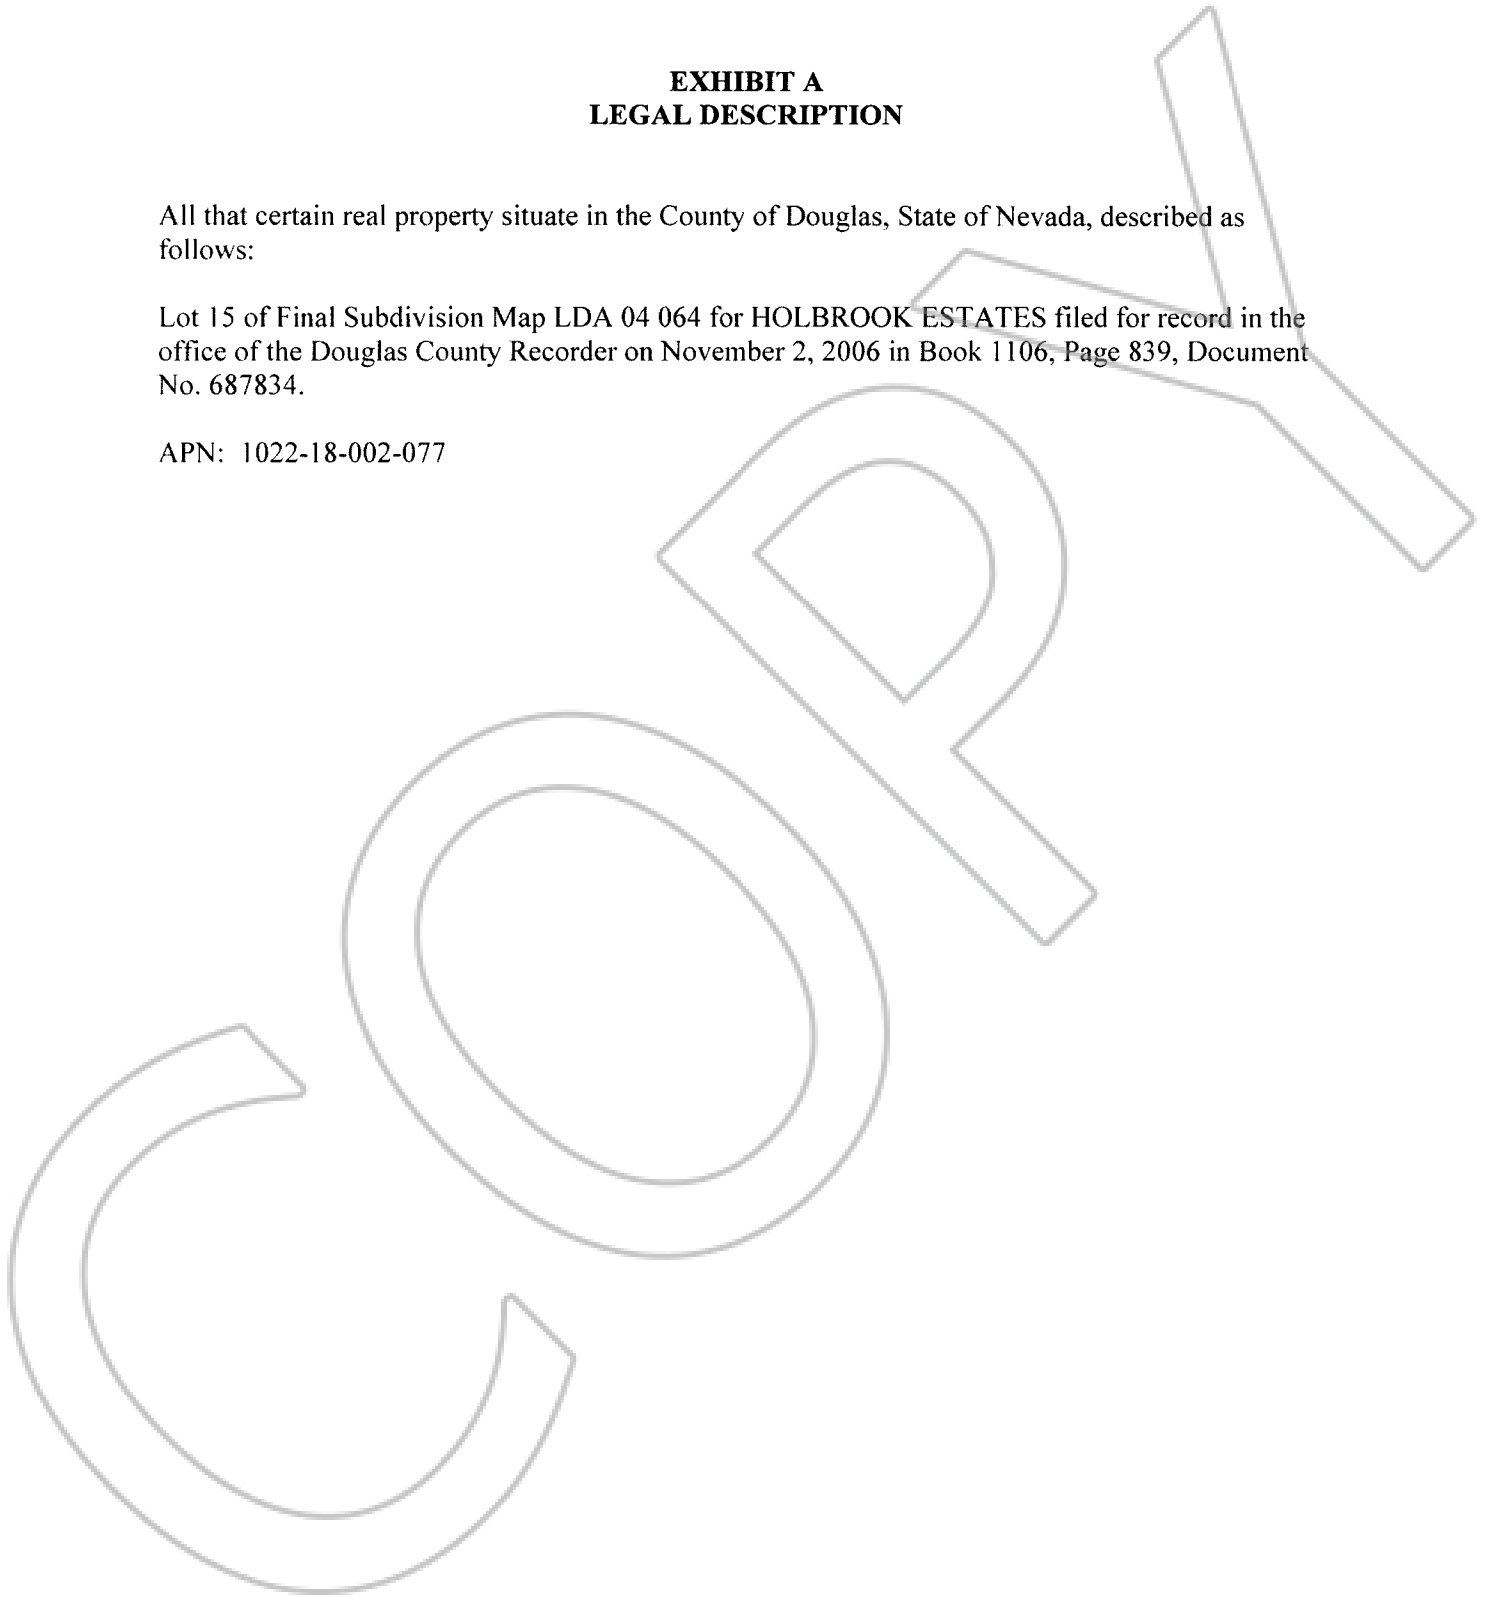 EXHIBIT A
LEGAL DESCRIPTION
All that certain real property situate in the County of Douglas, State of Nevada, described as
follows:
Lot 15 of Final Subdivision Map LDA 04 064 for HOLBROOK ESTATES filed for record in the
office of the Douglas County Recorder on November 2, 2006 in Book 1106, Page 839, Document
No. 687834.
APN: 1022-18-002-077
COPY